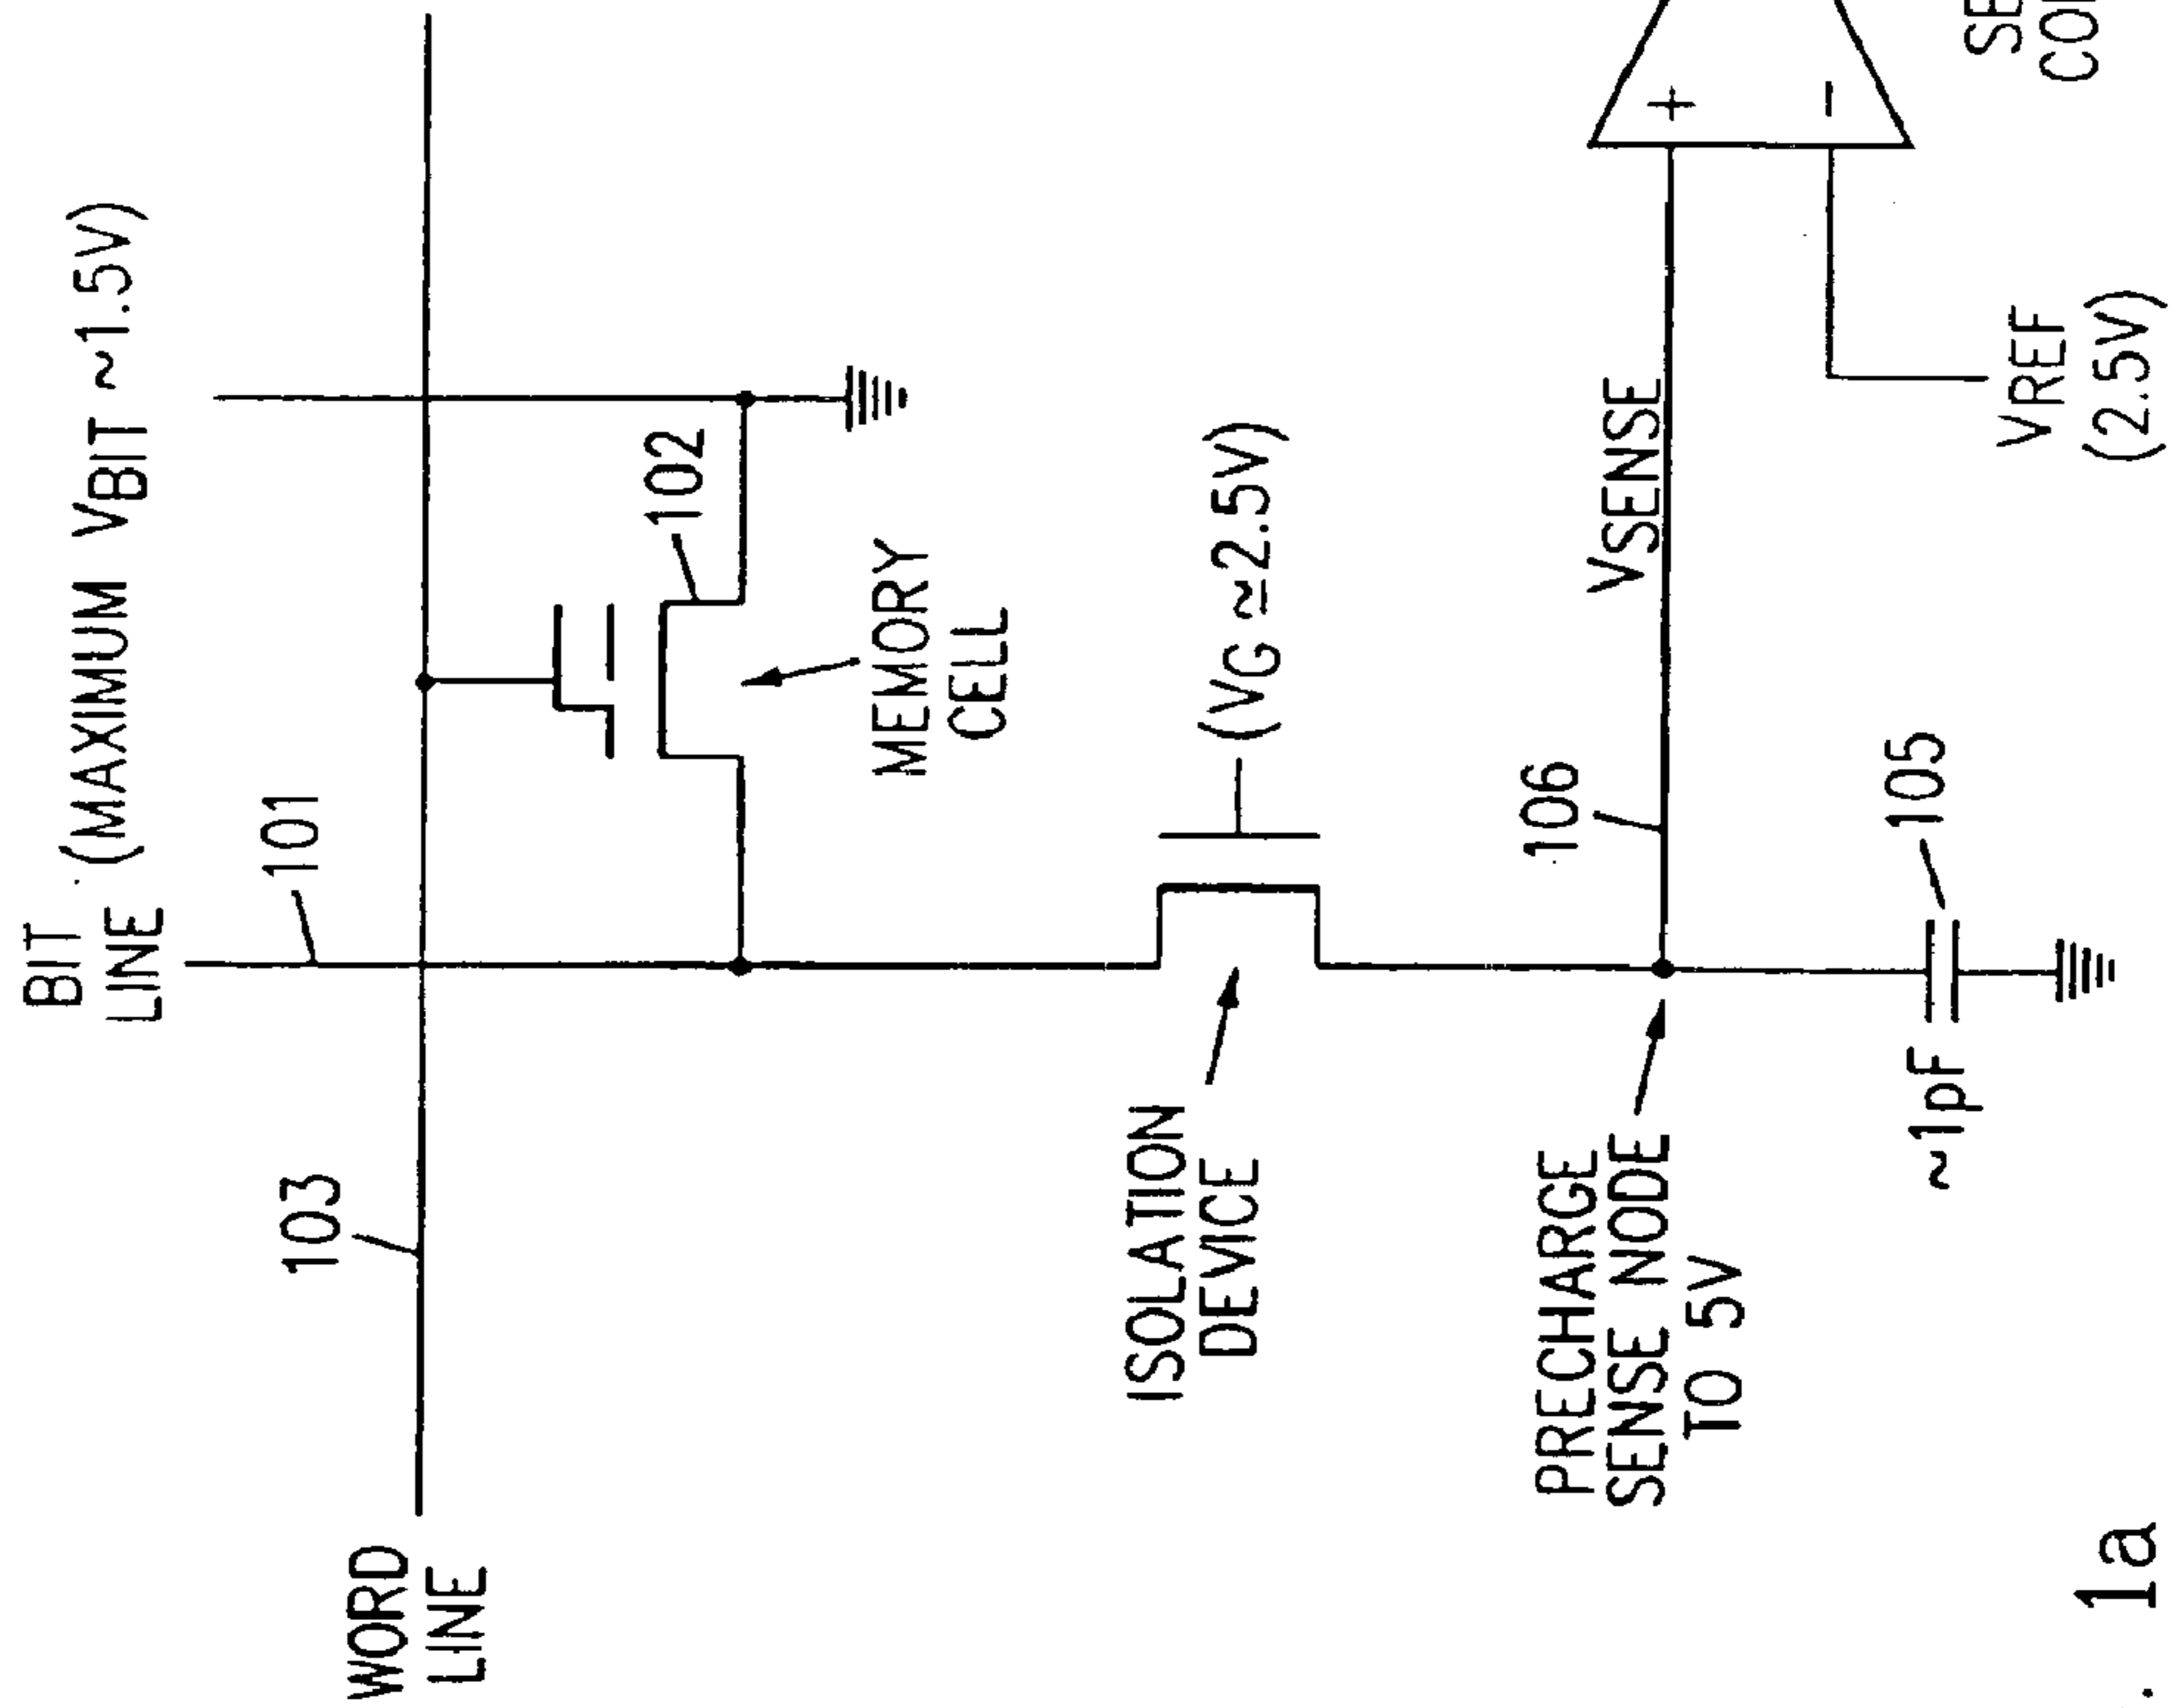 BIT
LINE (MAXIMUM VBIT ~1.5V)
101
103
WORD
LINE
102
MEMORY
CELL
ISOLATION
DEVICE
(VG ≃2.5V)
106
VSENSE
PRECHARGE
SENSE NODE
TO 5V
105
~1pF
+
-
VREF
(2.5V)
. 1a